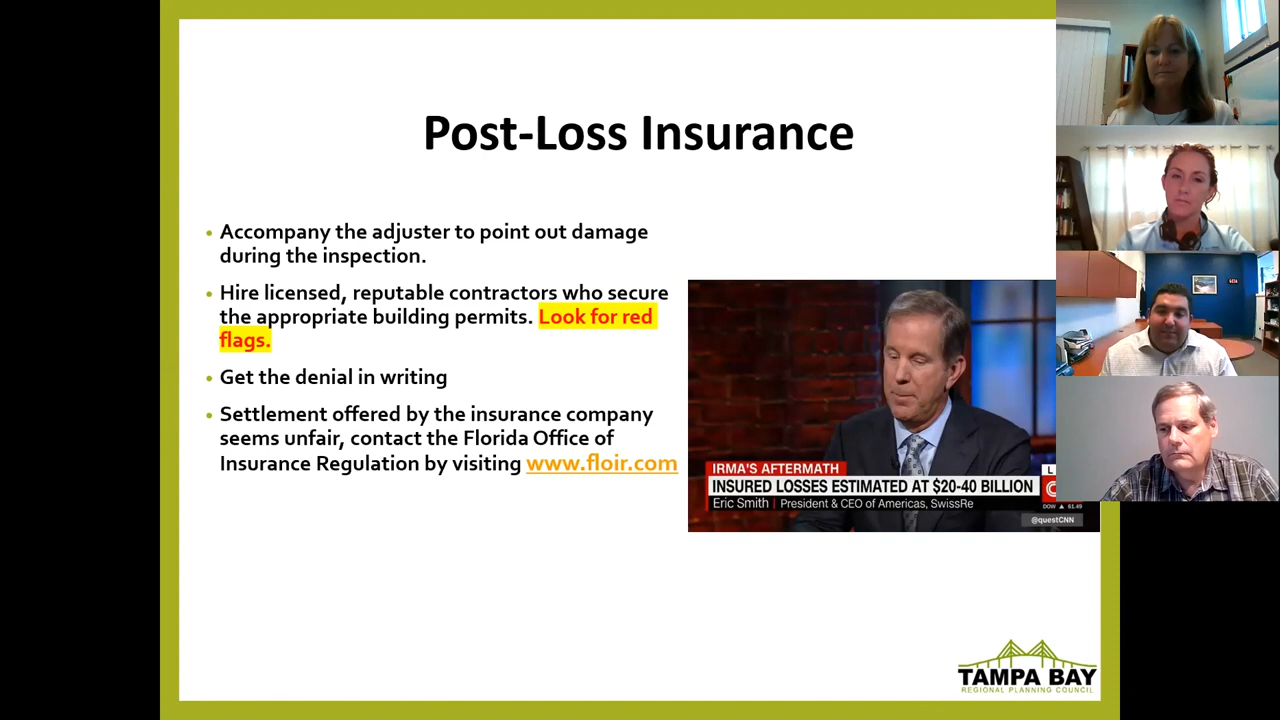 Post-Loss Insurance
Accompany the adjuster to point out damage
during the inspection.
Hire licensed, reputable contractors who secure
the appropriate building permits. Look for red
flags.
Get the denial in writing
Settlement offered by the insurance company
seems unfair, contact the Florida Office of
Insurance Regulation by visiting www.floir.com
IRMA'S AFTERMATH
INSURED LOSSES ESTIMATED AT $20-40 BILLION
Eric Smith | President & CEO of Americas, SwissRe
DOW ▲ 61.49
@questCNN
TAMPA BAY
REGIONAL PLANNING COUNCIL